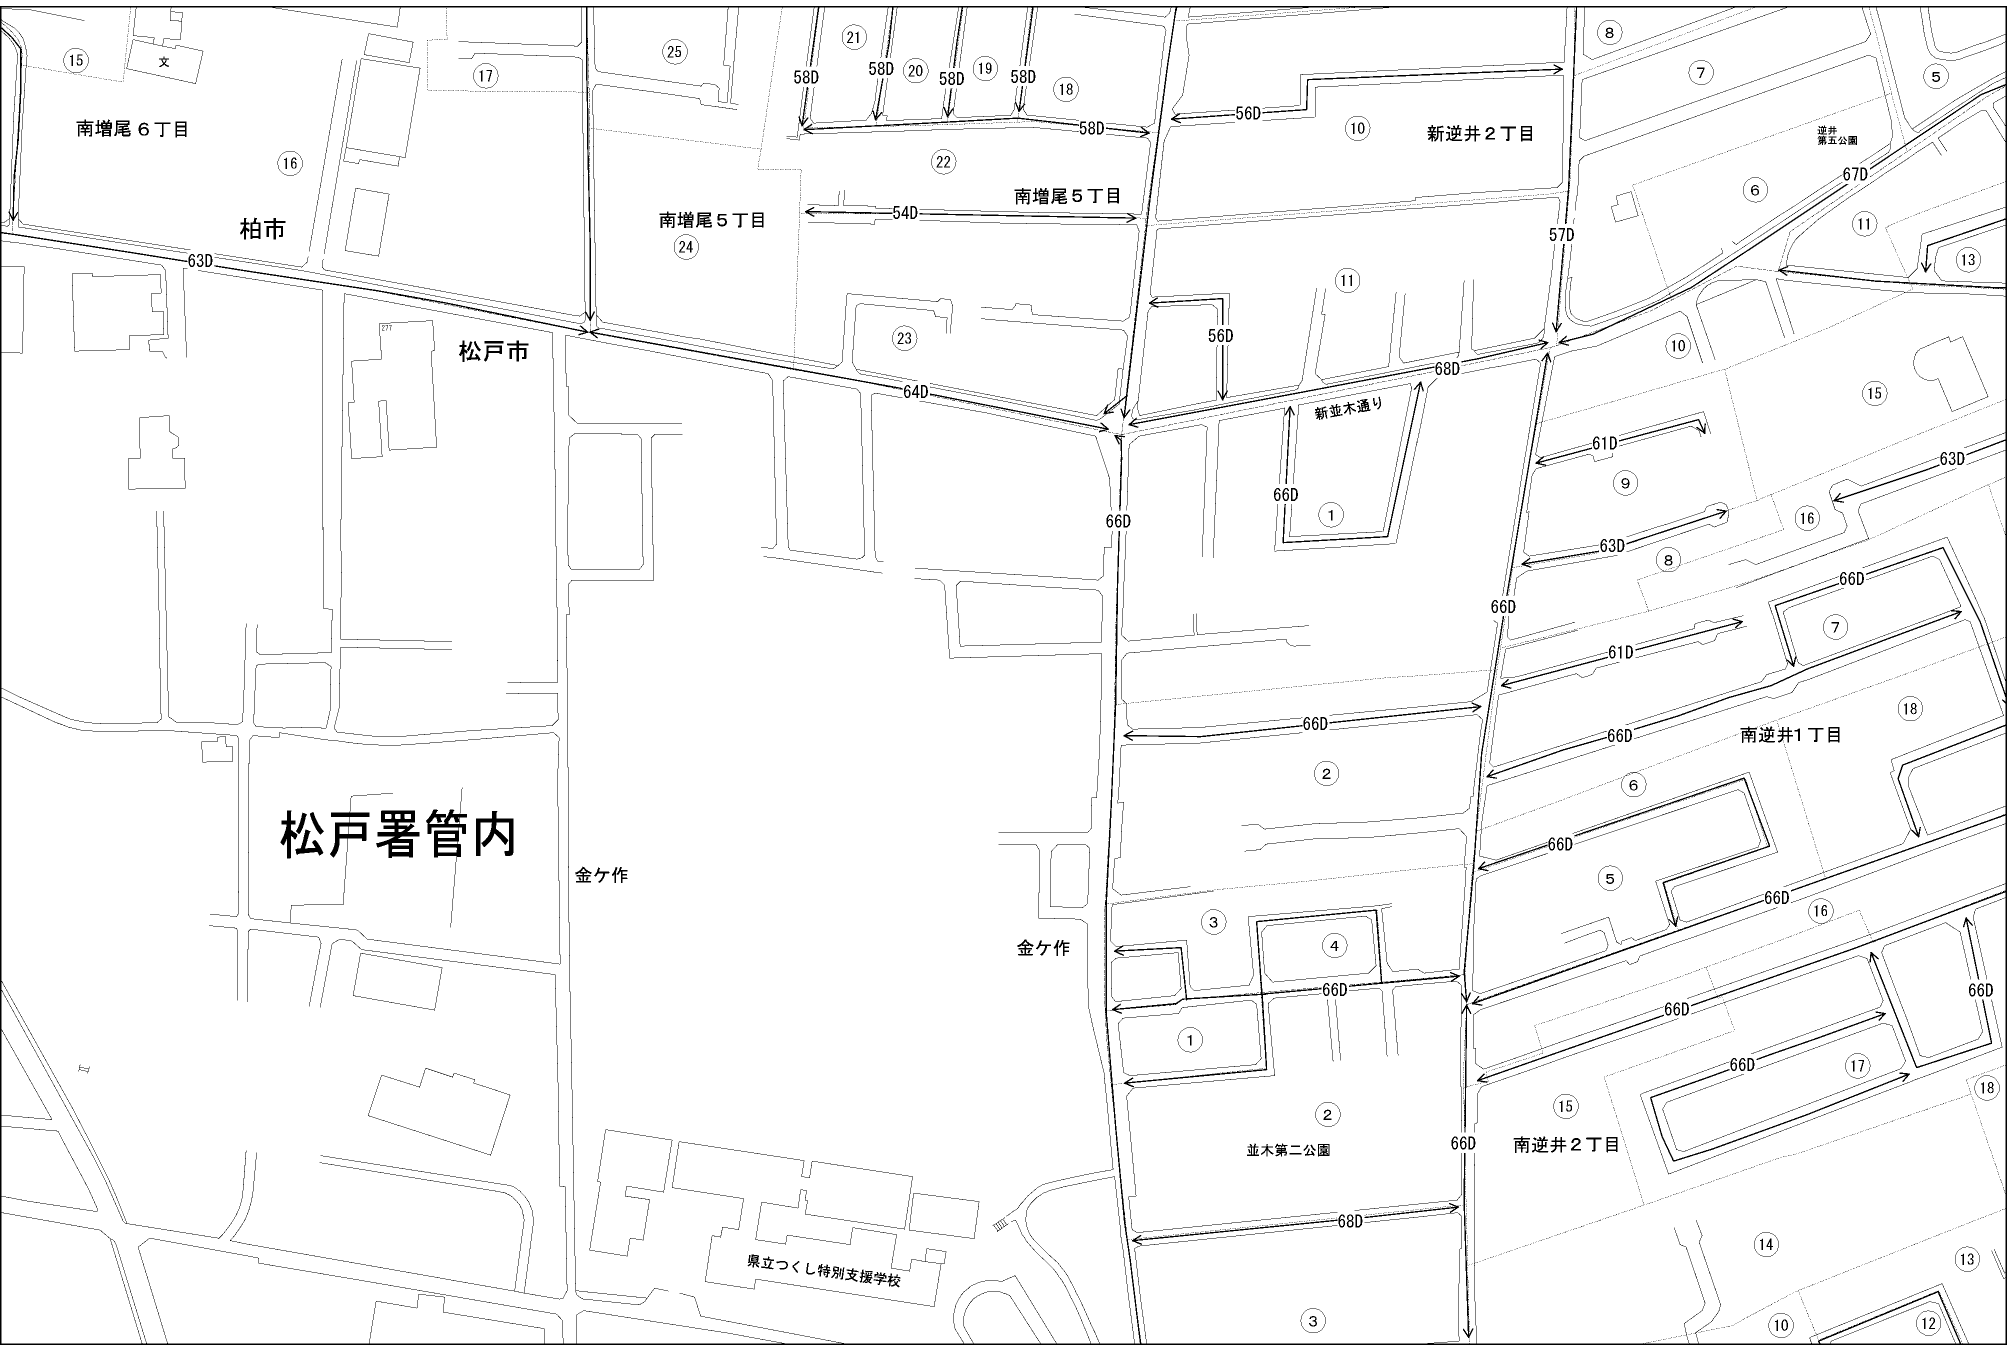 8
21
25
15
文
17
19
20
7
5
58D
58D
58D
58D
18
56D
58D
10
南増尾6丁目
新逆井2丁目
逆井
第五公園
16
22
67D
6
南増尾5丁目
54D
南増尾5丁目
柏市
24
11
57D
63D
13
11
277
23
56D
10
松戸市
68D
64D
15
新並木通り
61D
63D
9
66D
1
66D
16
63D
8
66D
66D
7
61D
18
66D
66D
南逆井1丁目
2
6
松戸署管内
66D
金ケ作
5
66D
16
3
4
金ケ作
66D
66D
66D
1
66D
17
18
15
2
66D
南逆井2丁目
並木第二公園
68D
14
13
県立つくし特別支援学校
3
10
12